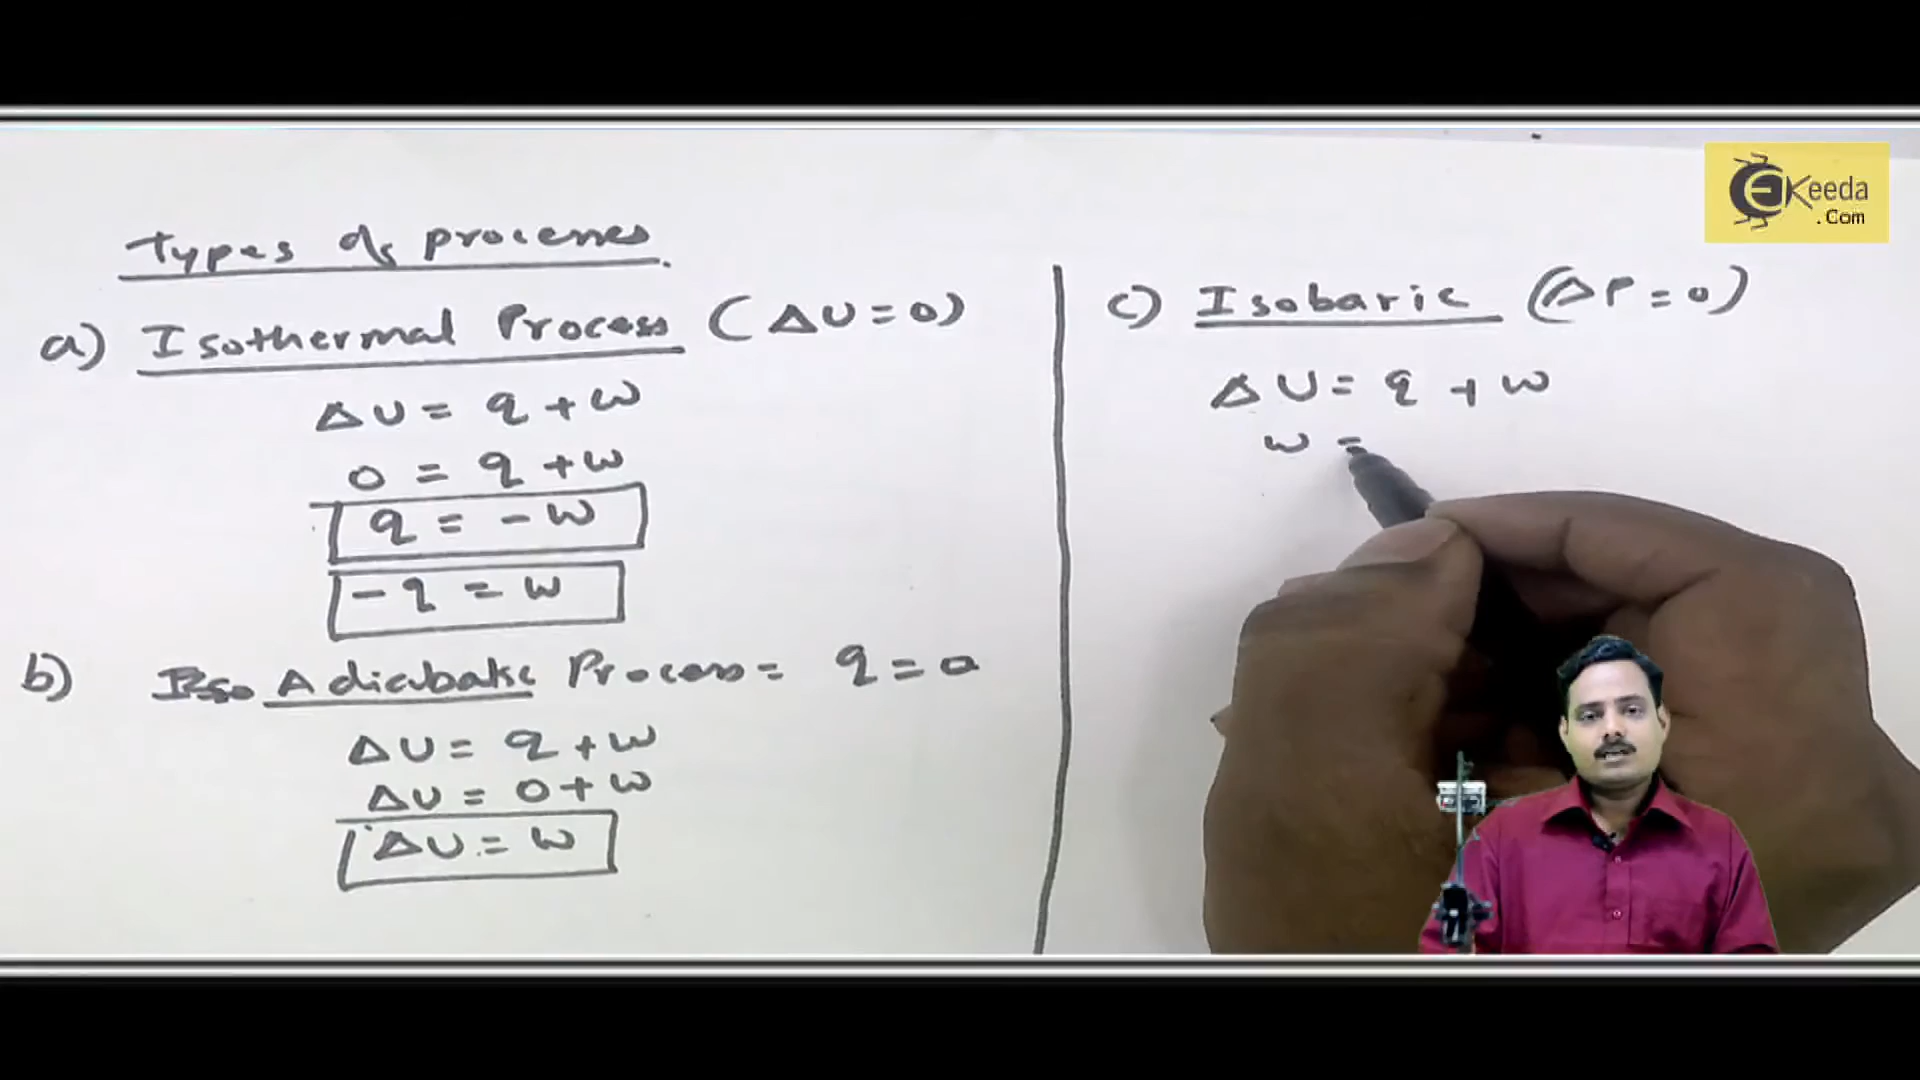 Types of processes.
a) Isothermal Process (ΔU = 0)
ΔU = q + w
0 = q + w
q = - w
- q = w
b) Iso Adiabatic Process = q = 0
ΔU = q + w
ΔU = 0 + w
ΔU = w
EKeeda
.Com
c) Isobaric (ΔP = 0)
ΔU = q + w
w =